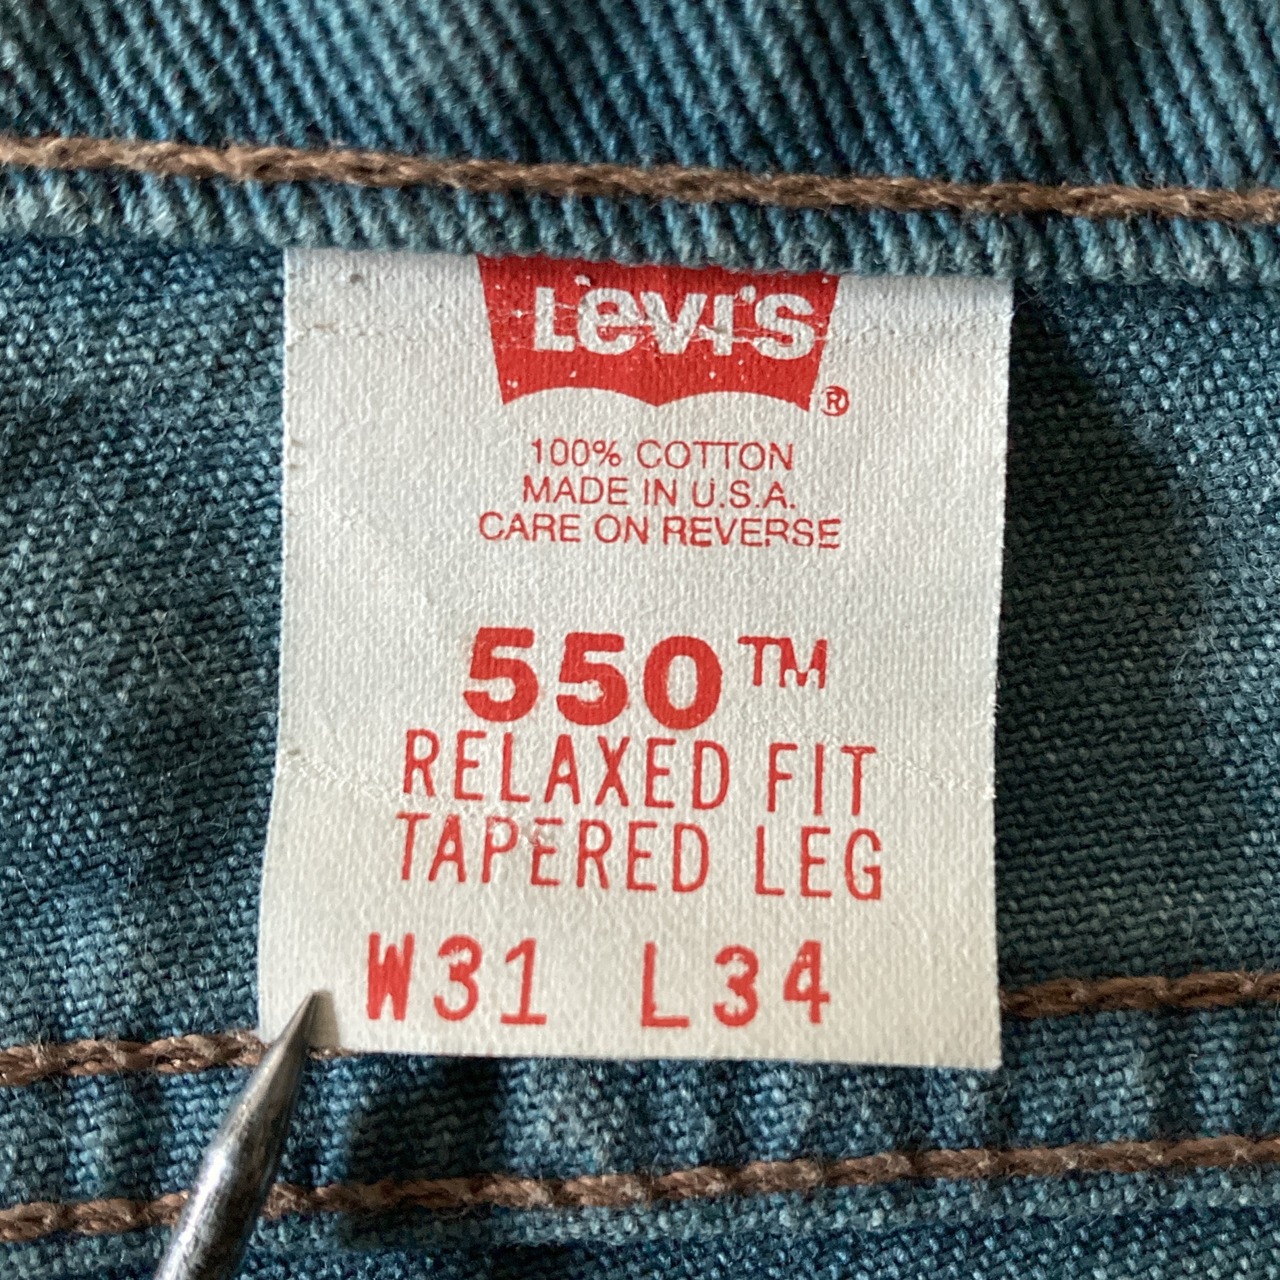 Levi's ®
100% COTTON
MADE IN U.S.A.
CARE ON REVERSE
550™
RELAXED FIT
TAPERED LEG
W31 L34